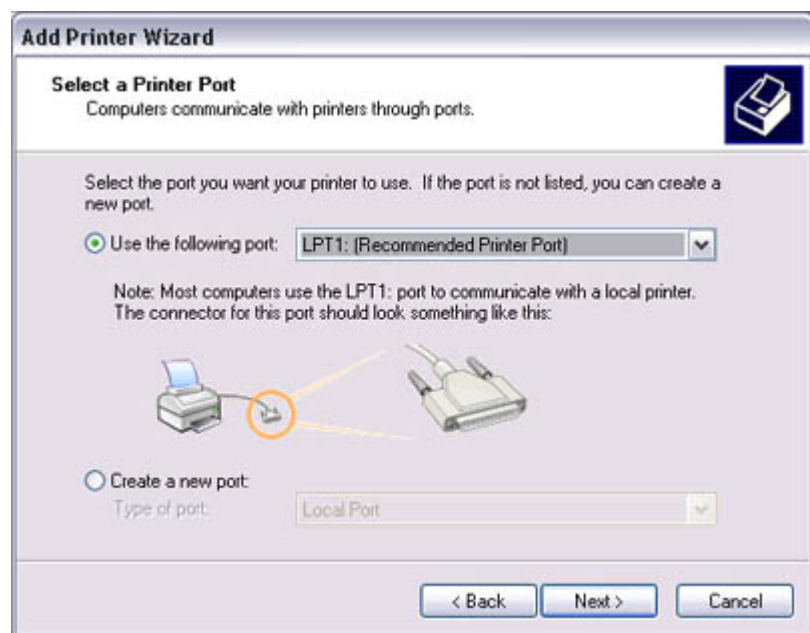 Add Printer Wizard
Select a Printer Port
Computers communicate with printers through ports.
Select the port you want your printer to use. If the port is not listed, you can create a
new port.
Use the following port: LPT1: (Recommended Printer Port)
Note: Most computers use the LPT1: port to communicate with a local printer.
The connector for this port should look something like this:
Create a new port:
Type of port: Local Port
< Back Next > Cancel